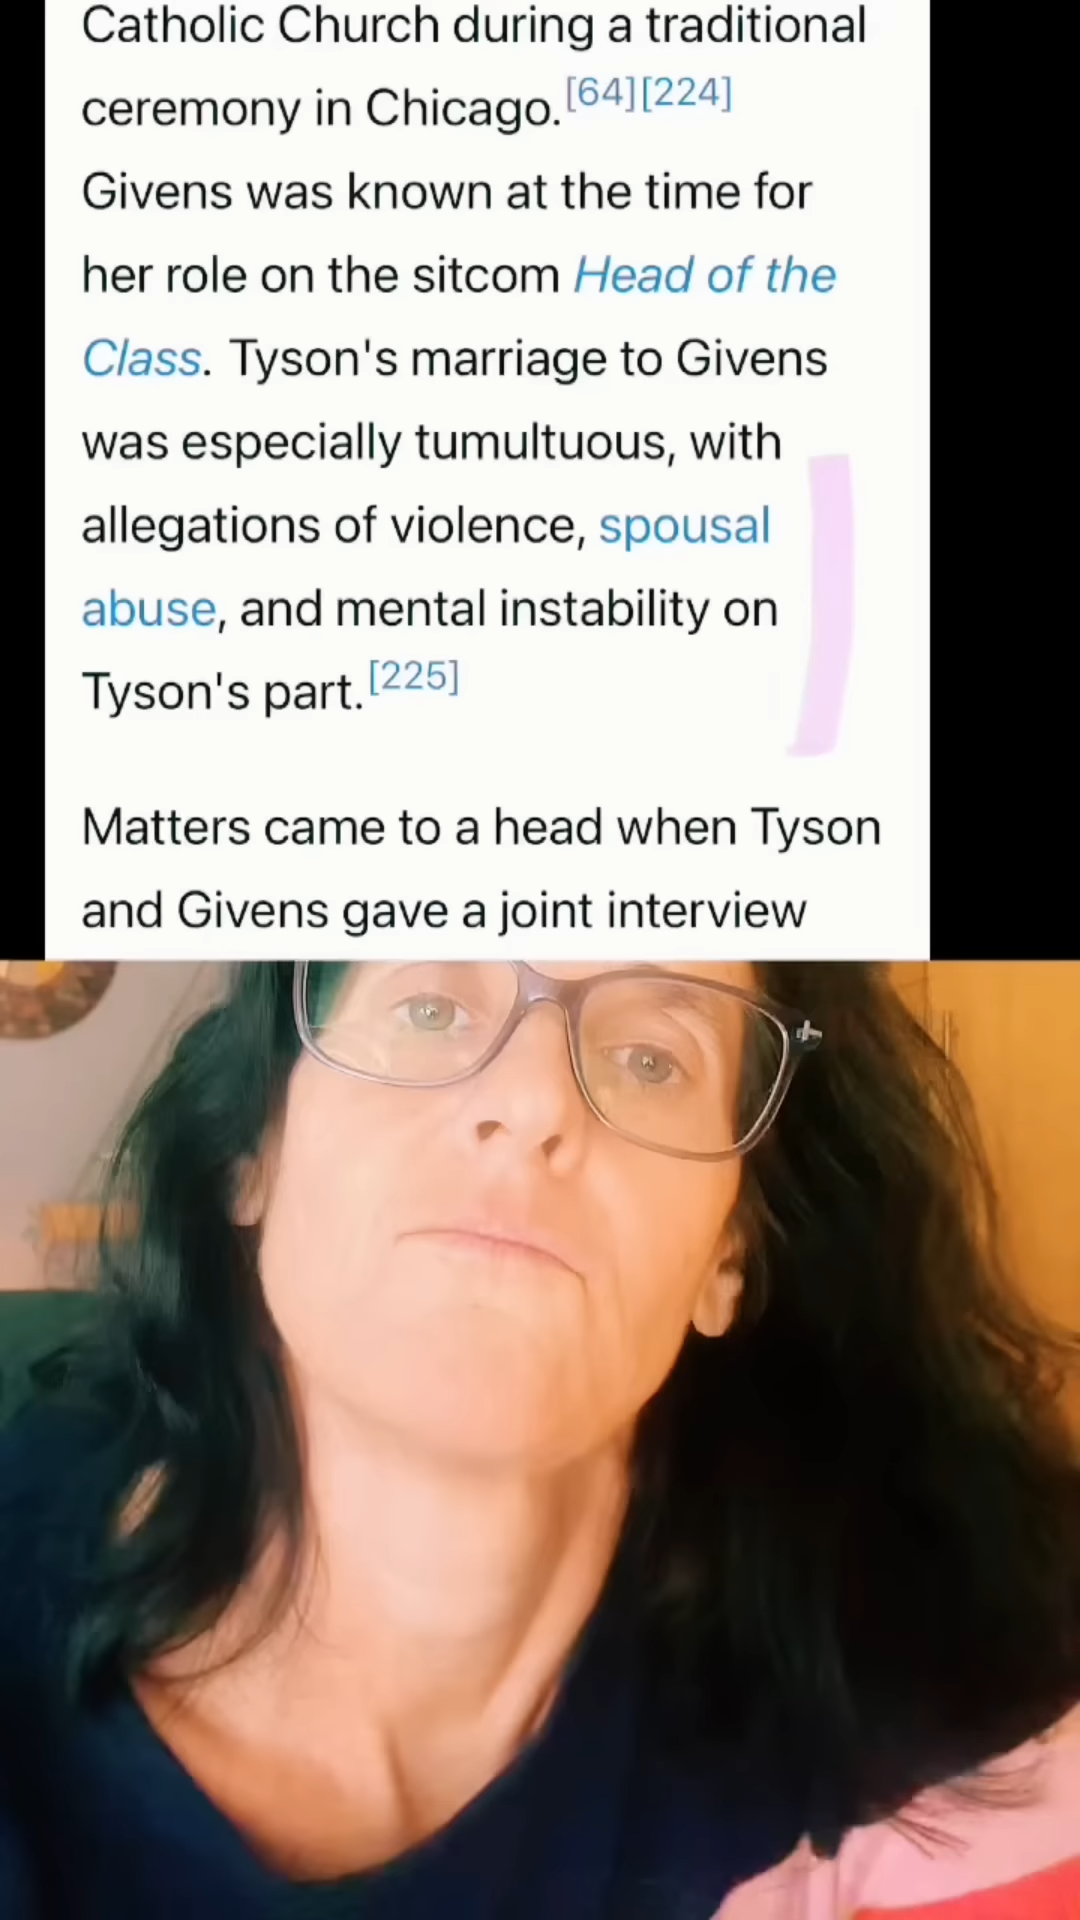 Catholic Church during a traditional
ceremony in Chicago.[64][224]
Givens was known at the time for
her role on the sitcom Head of the
Class. Tyson's marriage to Givens
was especially tumultuous, with
allegations of violence, spousal
abuse, and mental instability on
Tyson's part.[225]
Matters came to a head when Tyson
and Givens gave a joint interview